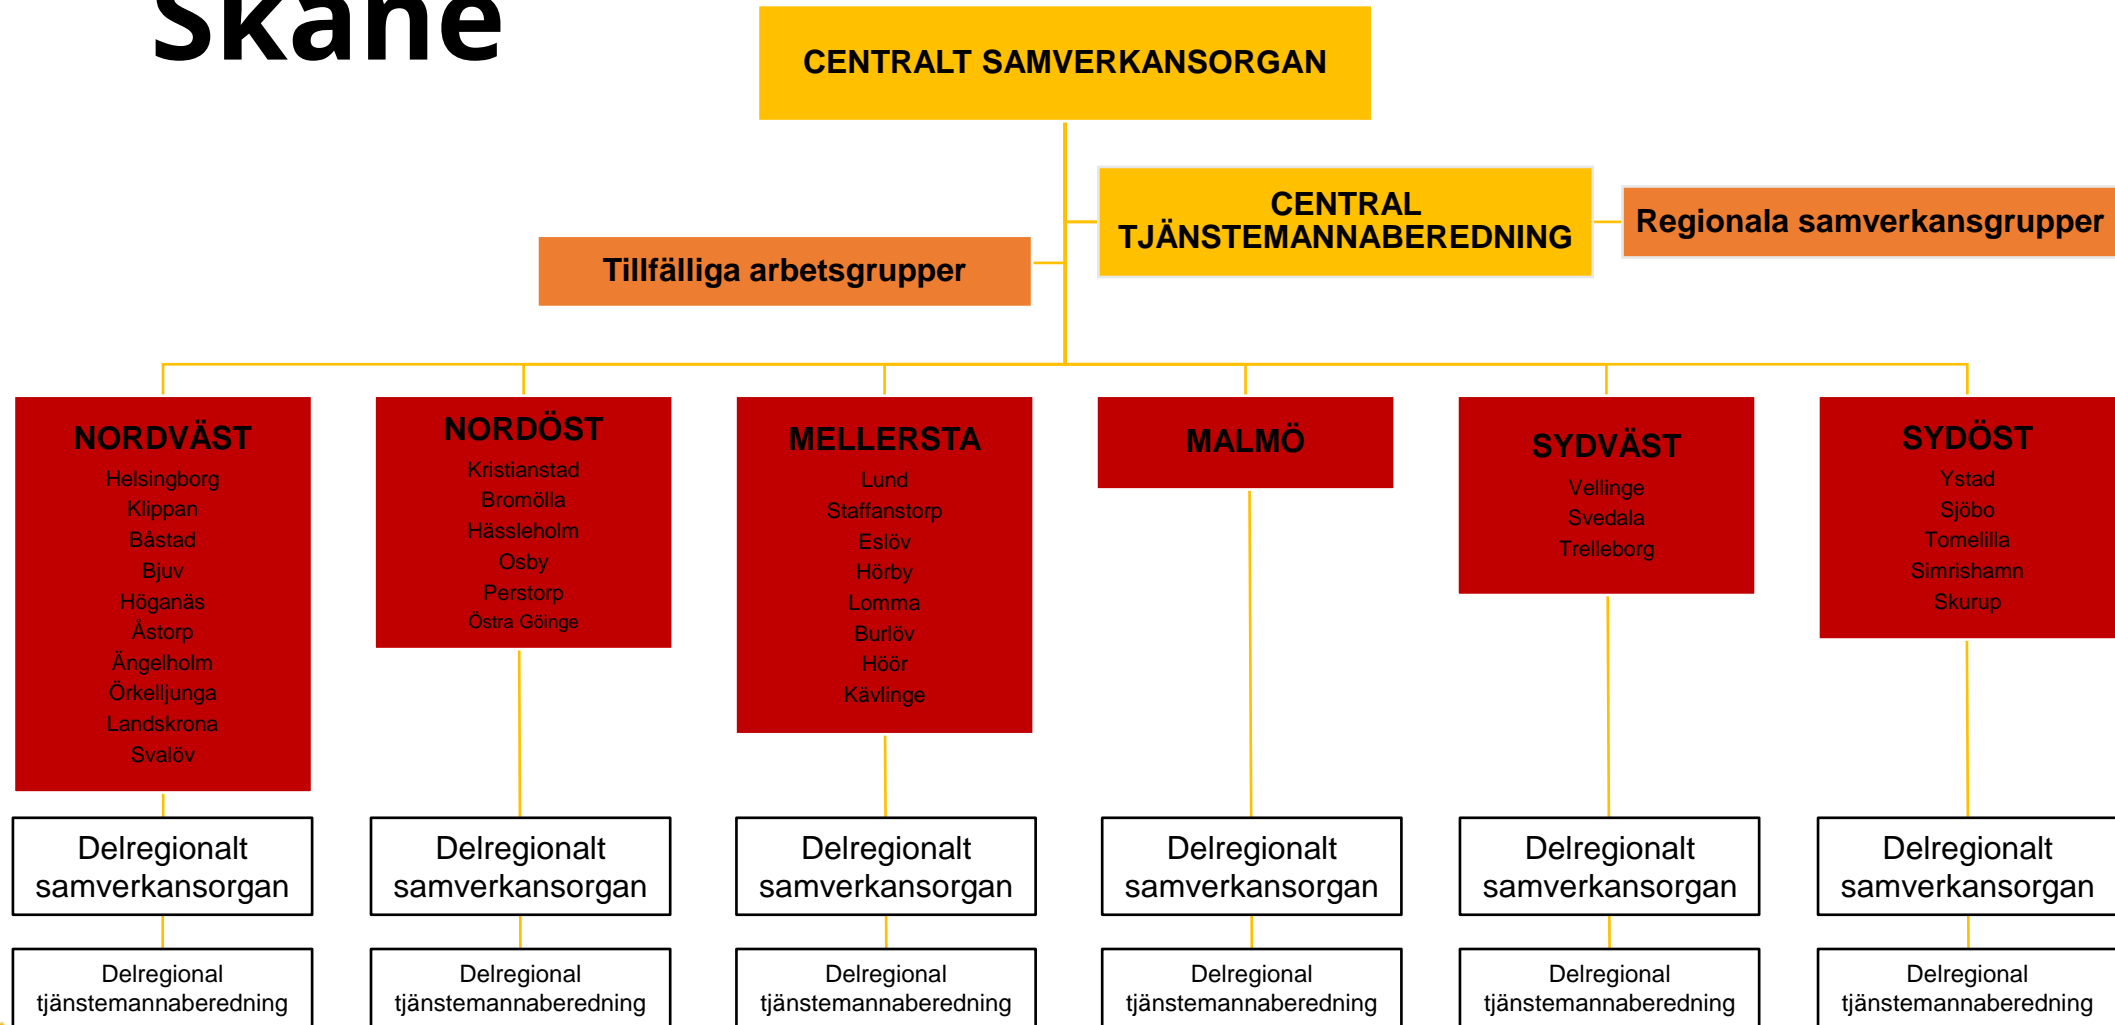 Skåne
CENTRALT SAMVERKANSORGAN
CENTRAL
TJÄNSTEMANNABEREDNING
Regionala samverkansgrupper
Tillfälliga arbetsgrupper
NORDVÄST
Helsingborg
Klippan
Båstad
Bjuv
Höganäs
Åstorp
Ängelholm
Örkelljunga
Landskrona
Svalöv
NORDÖST
Kristianstad
Bromölla
Hässleholm
Osby
Perstorp
Östra Göinge
MELLERSTA
Lund
Staffanstorp
Eslöv
Hörby
Lomma
Burlöv
Höör
Kävlinge
MALMÖ
SYDVÄST
Vellinge
Svedala
Trelleborg
SYDÖST
Ystad
Sjöbo
Tomelilla
Simrishamn
Skurup
Delregionalt
samverkansorgan
Delregionalt
samverkansorgan
Delregionalt
samverkansorgan
Delregionalt
samverkansorgan
Delregionalt
samverkansorgan
Delregionalt
samverkansorgan
Delregional
tjänstemannaberedning
Delregional
tjänstemannaberedning
Delregional
tjänstemannaberedning
Delregional
tjänstemannaberedning
Delregional
tjänstemannaberedning
Delregional
tjänstemannaberedning